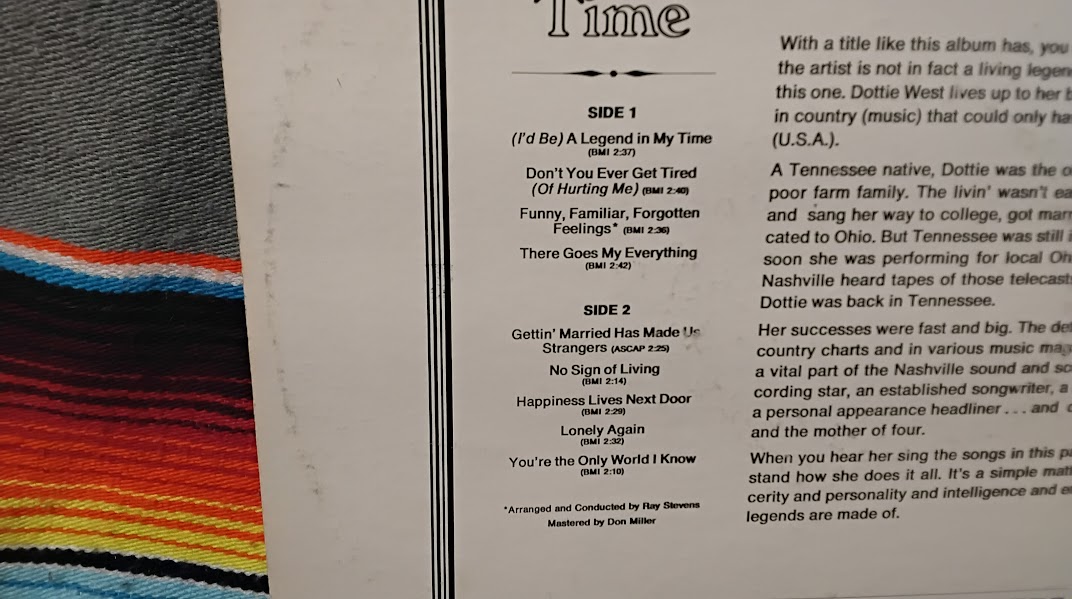 Time
SIDE 1
(I'd Be) A Legend in My Time
(BMI 2:37)
Don't You Ever Get Tired
(Of Hurting Me) (BMI 2:40)
Funny, Familiar, Forgotten
Feelings* (BMI 2:36)
There Goes My Everything
(BMI 2:42)
SIDE 2
Gettin' Married Has Made Us
Strangers (ASCAP 2:25)
No Sign of Living
(BMI 2:14)
Happiness Lives Next Door
(BMI 2:29)
Lonely Again
(BMI 2:32)
You're the Only World I Know
(BMI 2:10)
*Arranged and Conducted by Ray Stevens
Mastered by Don Miller
With a title like this album has, you
the artist is not in fact a living
this one. Dottie West lives up to her
in country (music) that could only
(U.S.A.).
A Tennessee native, Dottie was the
poor farm family. The livin' wasn't
and sang her way to college, got
cated to Ohio. But Tennessee was still
soon she was performing for local
Nashville heard tapes of those
Dottie was back in Tennessee.
Her successes were fast and big. The
country charts and in various music
a vital part of the Nashville sound and
cording star, an established songwriter, a
a personal appearance headliner . . . and
and the mother of four.
When you hear her sing the songs in this
stand how she does it all. It's a simple
cerity and personality and intelligence and
legends are made of.